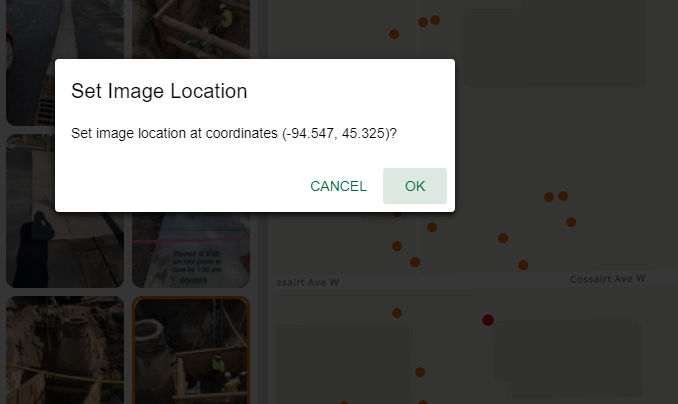 Set Image Location
Set image location at coordinates (-94.547, 45.325)?
CANCEL
OK
ssairt Ave W
Cossairt Ave W